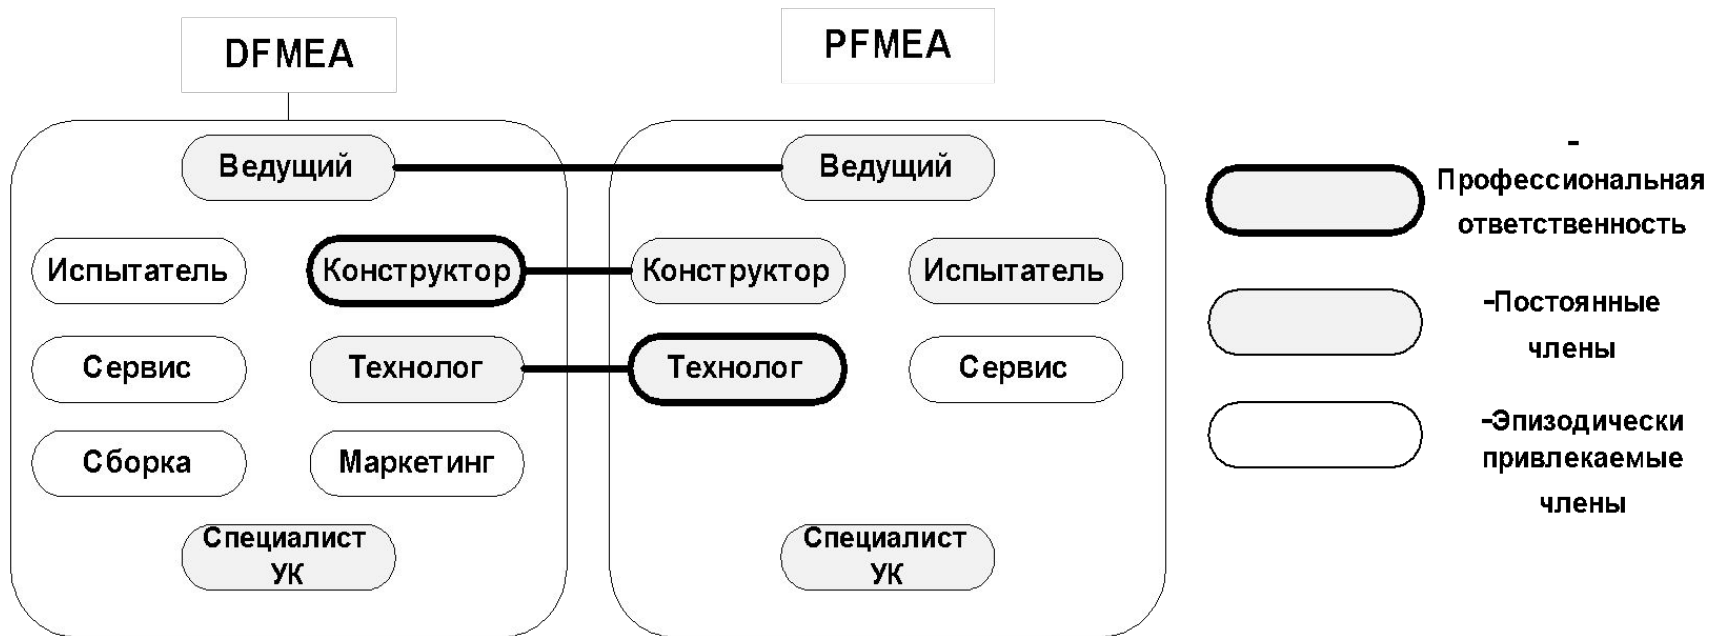 DFMEA
PFMEA
Ведущий
Ведущий
Испытатель
Конструктор
Конструктор
Испытатель
Сервис
Технолог
Технолог
Сервис
Сборка
Маркетинг
Специалист
УК
Специалист
УК
-
Профессиональная
ответственность
-Постоянные
члены
-Эпизодически
привлекаемые
члены